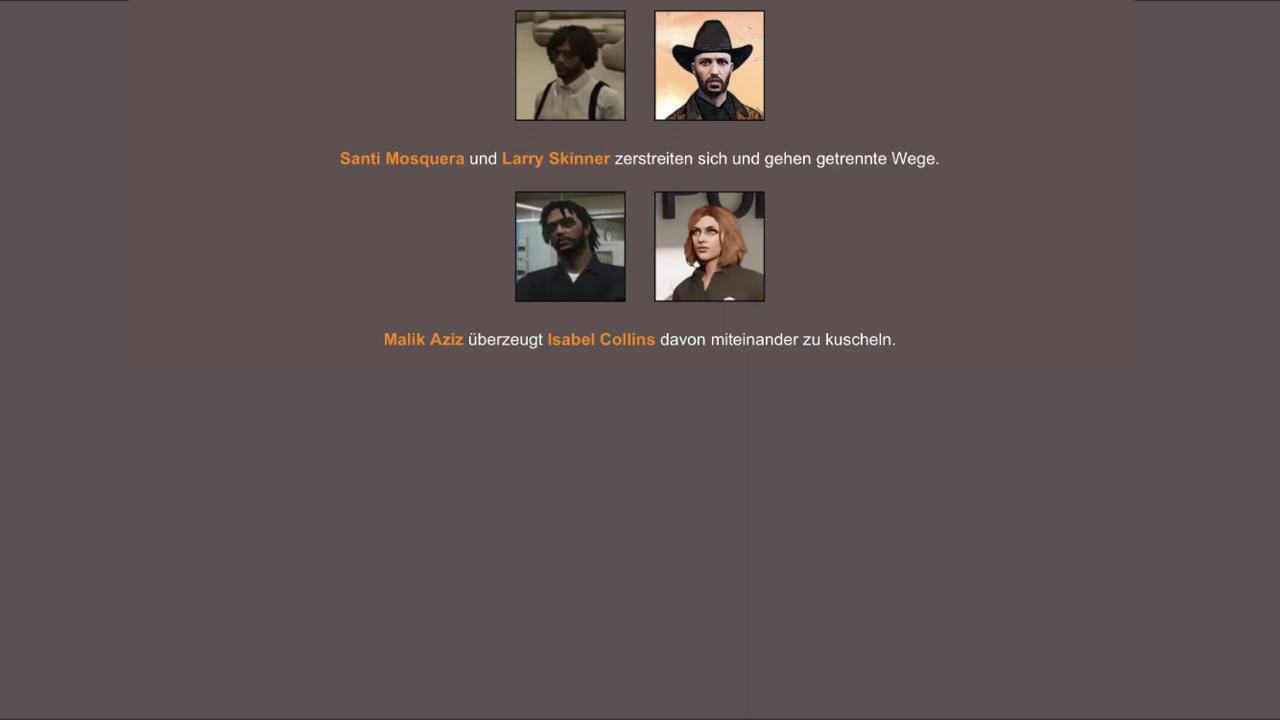 Santi Mosquera und Larry Skinner zerstreiten sich und gehen getrennte Wege.
Malik Aziz überzeugt Isabel Collins davon miteinander zu kuscheln.